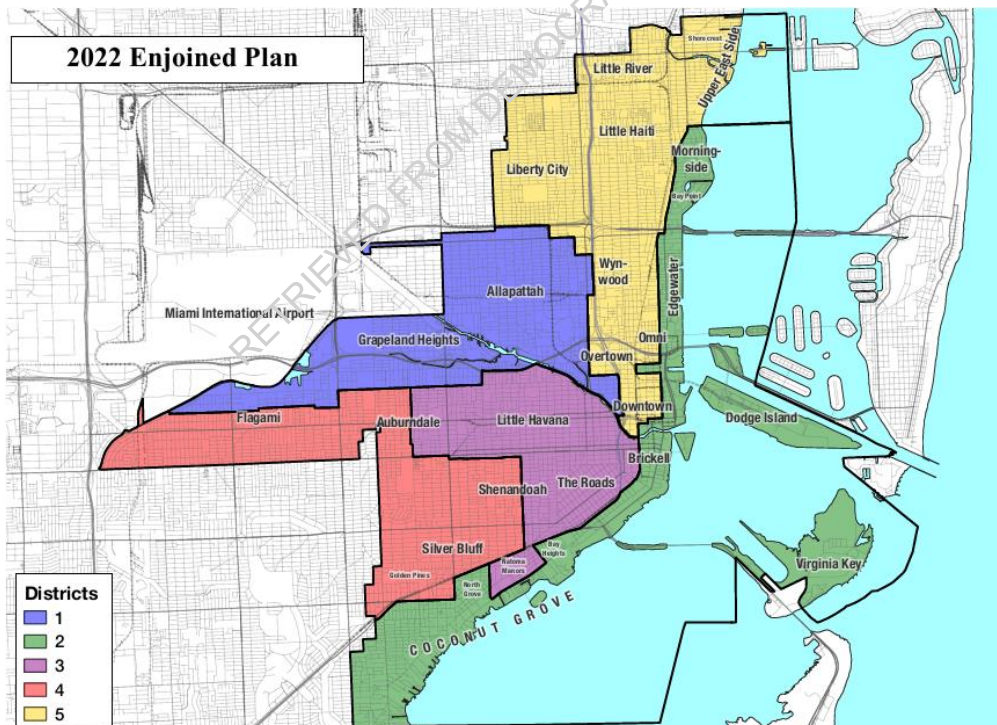 2022 Enjoined Plan
RETRIEVED FROM DEMOCRA
Shorecrest
Upper East Side
Little River
Little Haiti
Morning-
side
Liberty City
Bay Point
Wyn-
wood
Edgewater
Allapattah
Miami International Airport
Grapeland Heights
Omni
Overtown
Downtown
Dodge Island
Flagami
Auburndale
Little Havana
Brickell
Shenandoah
The Roads
Silver Bluff
Bay
Heights
Natoma
Manors
Virginia Key
Golden Pines
North
Grove
COCONUT GROVE
Districts
1
2
3
4
5